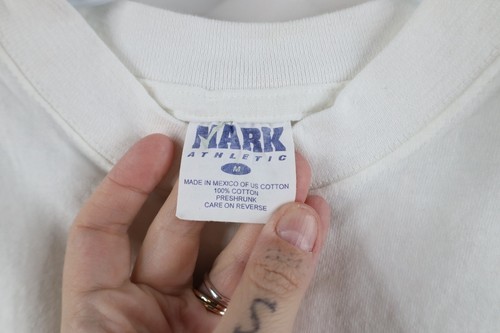 MARK
ATHLETIC
M
MADE IN MEXICO OF US COTTON
100% COTTON
PRESHRUNK
CARE ON REVERSE